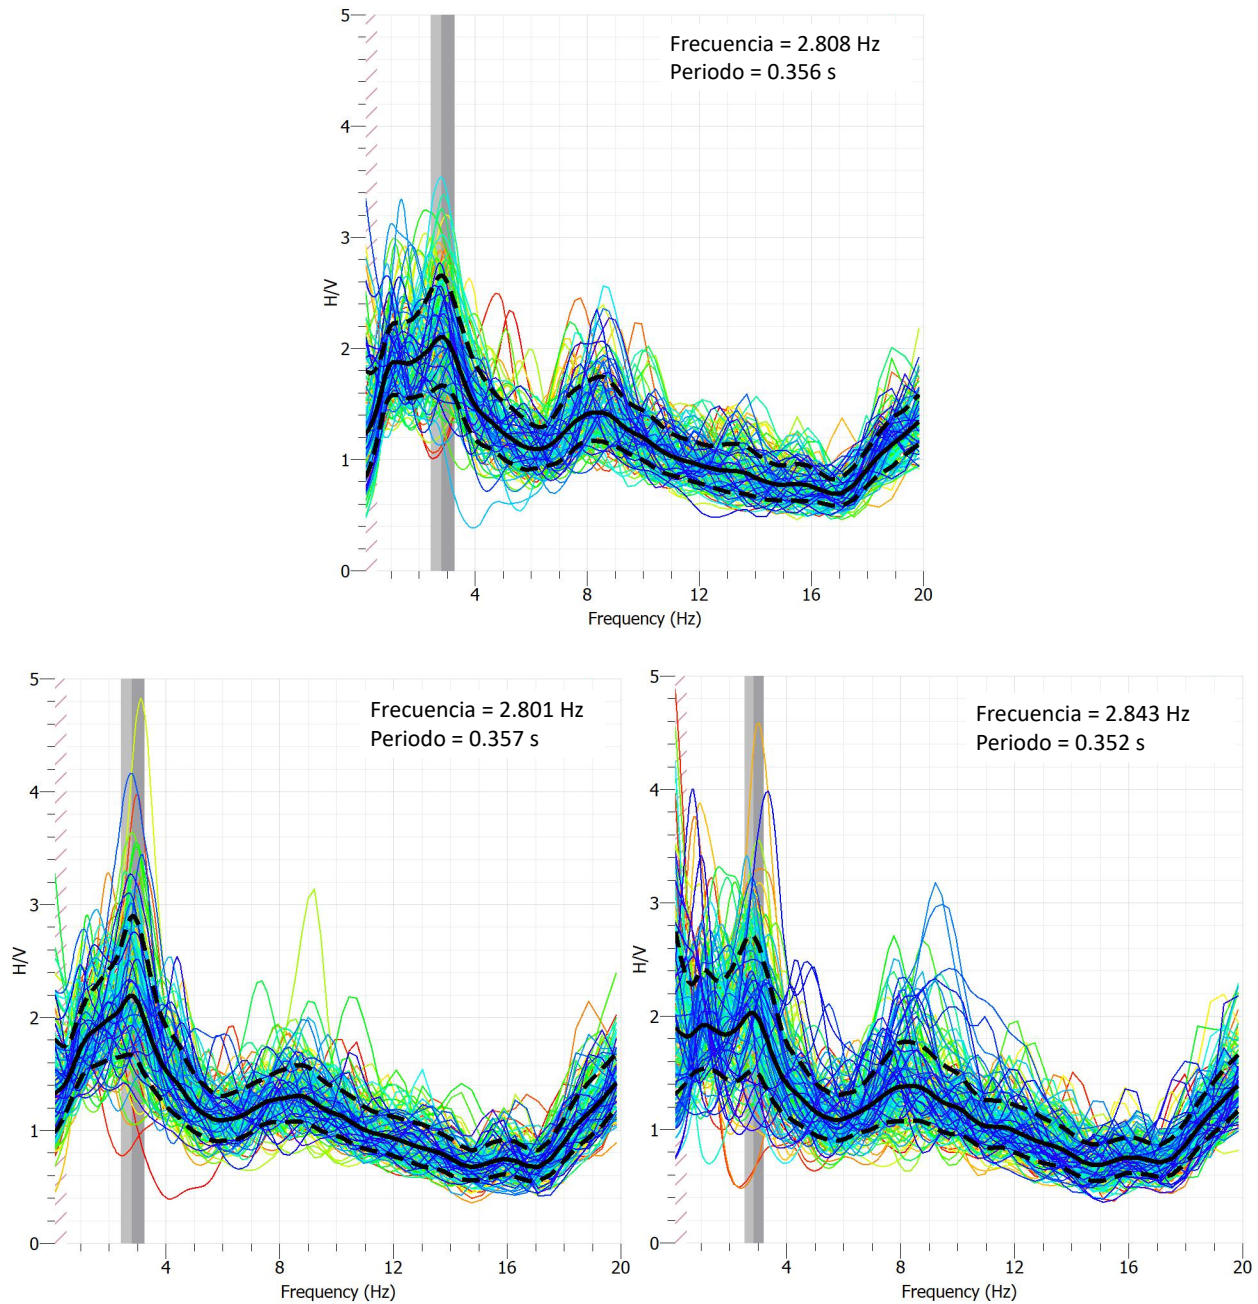 5
Frecuencia = 2.808 Hz
Periodo = 0.356 s
4
3
H/V
2
1
0
4 8 12 16 20
Frequency (Hz)
5
Frecuencia = 2.801 Hz
Periodo = 0.357 s
4
3
H/V
2
1
0
4 8 12 16 20
Frequency (Hz)
5
Frecuencia = 2.843 Hz
Periodo = 0.352 s
4
3
H/V
2
1
0
4 8 12 16 20
Frequency (Hz)